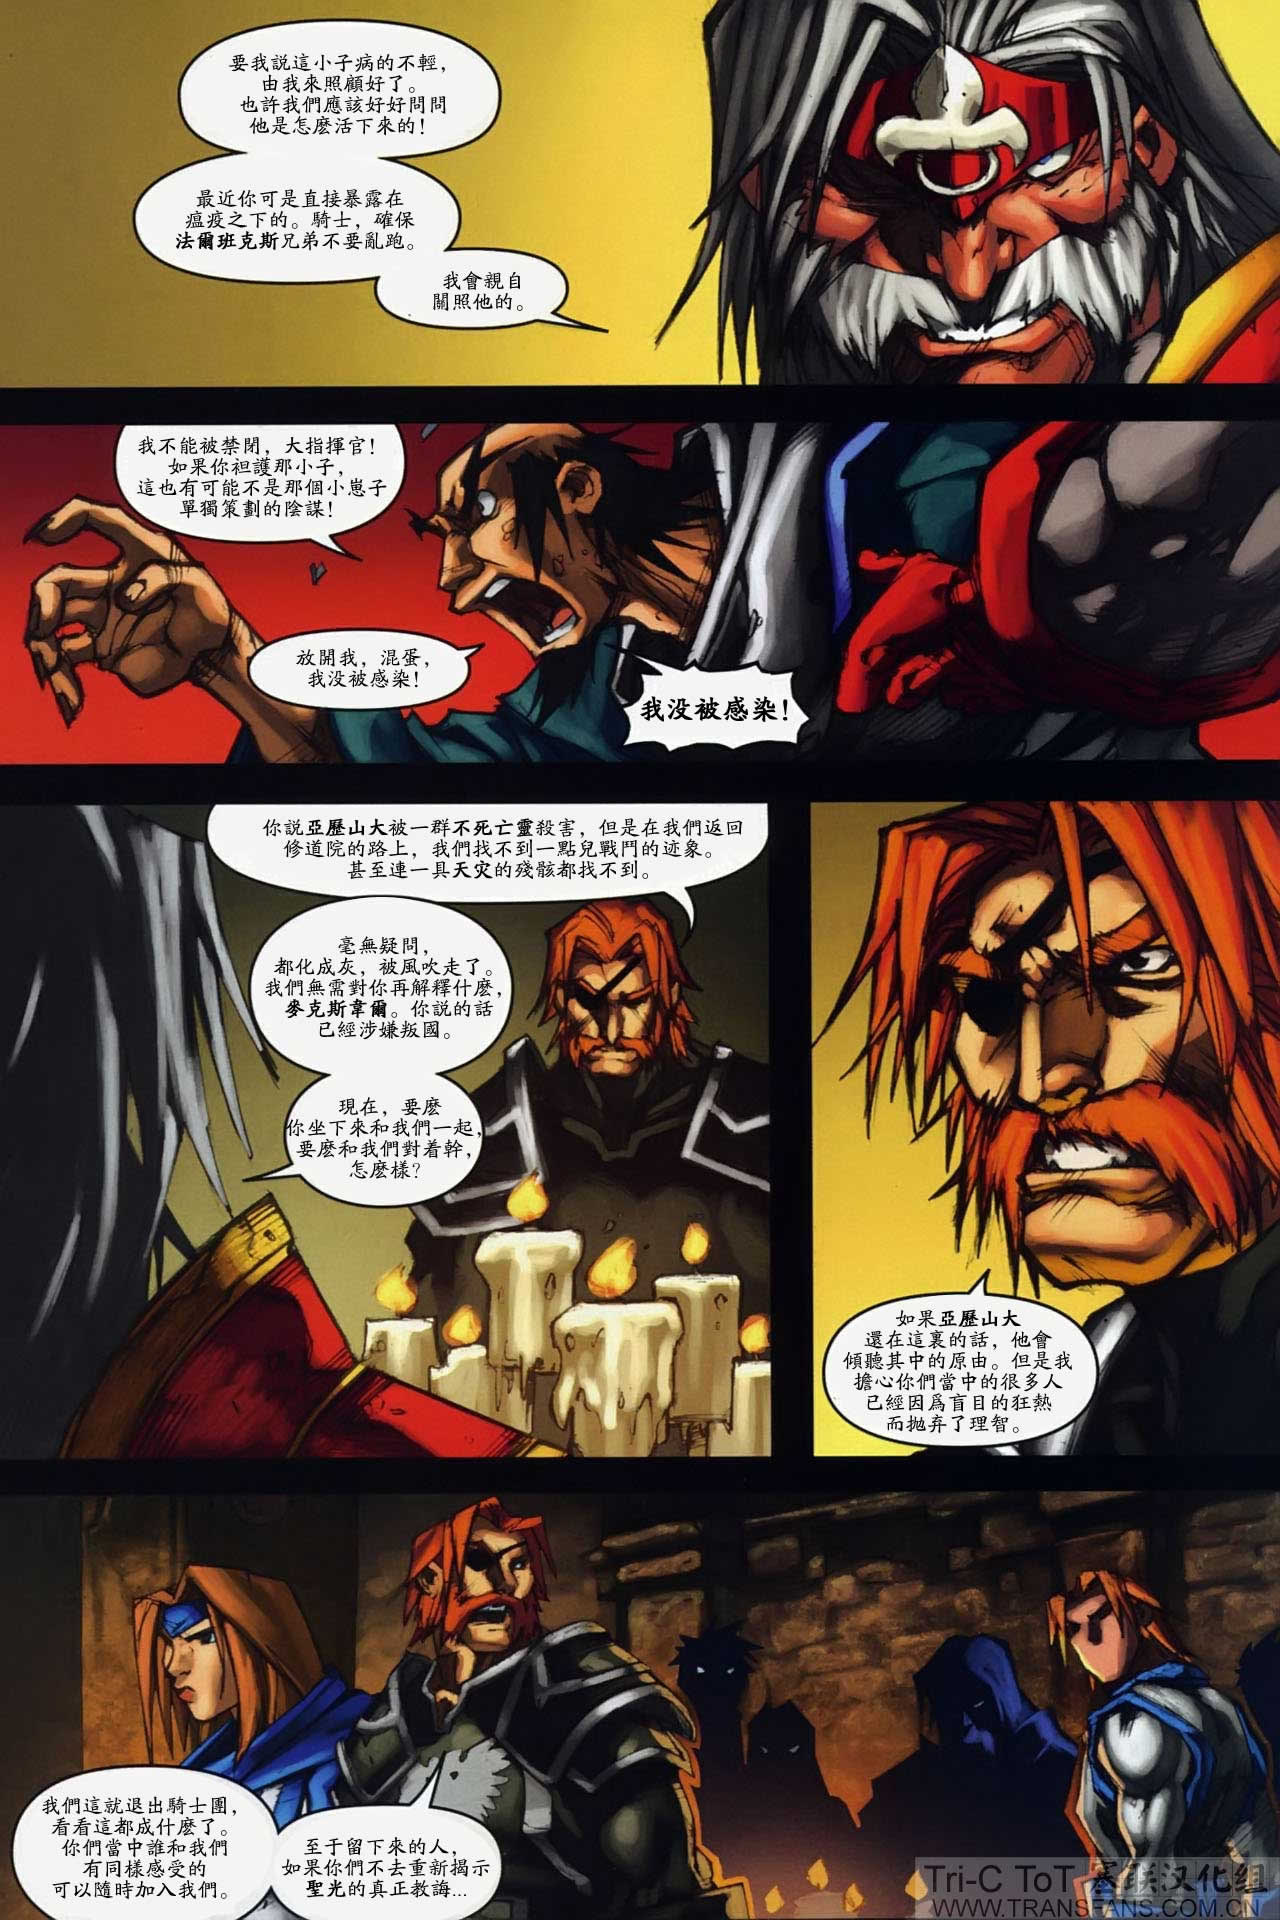 要我説這小子病的不輕，
由我來照顧好了。
也許我們應該好好問問
他是怎麽活下來的！
最近你可是直接暴露在
瘟疫之下的。騎士，確保
法爾班克斯兄弟不要亂跑。
我會親自
關照他的。
我不能被禁閉，大指揮官！
如果你袒護那小子，
這也有可能不是那個小崽子
單獨策劃的陰謀！
放開我，混蛋，
我没被感染！
我没被感染！
你説亞歷山大被一群不死亡靈殺害，但是在我們返回
修道院的路上，我們找不到一點兒戰鬥的迹象。
甚至連一具天灾的殘骸都找不到。
毫無疑問，
都化成灰，被風吹走了。
我們無需對你再解釋什麽，
麥克斯韋爾。你説的話
已經涉嫌叛國。
現在，要麽
你坐下來和我們一起，
要麽和我們對着幹，
怎麽樣？
如果亞歷山大
還在這裏的話，他會
傾聽其中的原由。但是我
擔心你們當中的很多人
已經因爲盲目的狂熱
而抛弃了理智。
我們這就退出騎士團，
看看這都成什麽了。
你們當中誰和我們
有同樣感受的
可以隨時加入我們。
至于留下來的人，
如果你們不去重新揭示
聖光的真正教誨...
Tri-C ToT 塞联汉化组
WWW.TRANSFANS.COM.CN